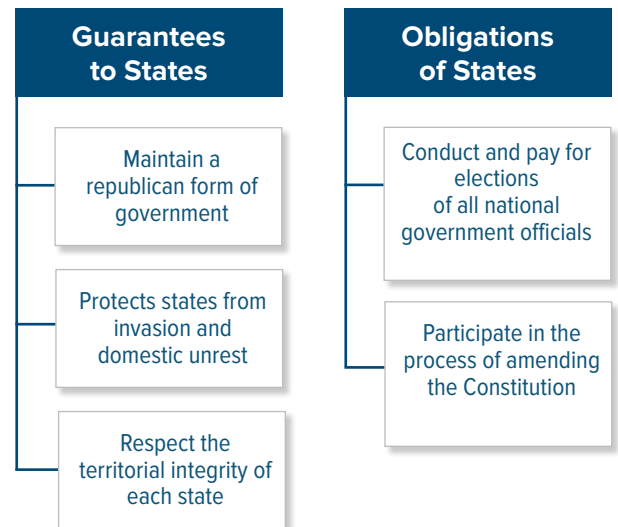 Guarantees
to States
Maintain a
republican form of
government
Protects states from
invasion and
domestic unrest
Respect the
territorial integrity of
each state
Obligations
of States
Conduct and pay for
elections
of all national
government officials
Participate in the
process of amending
the Constitution